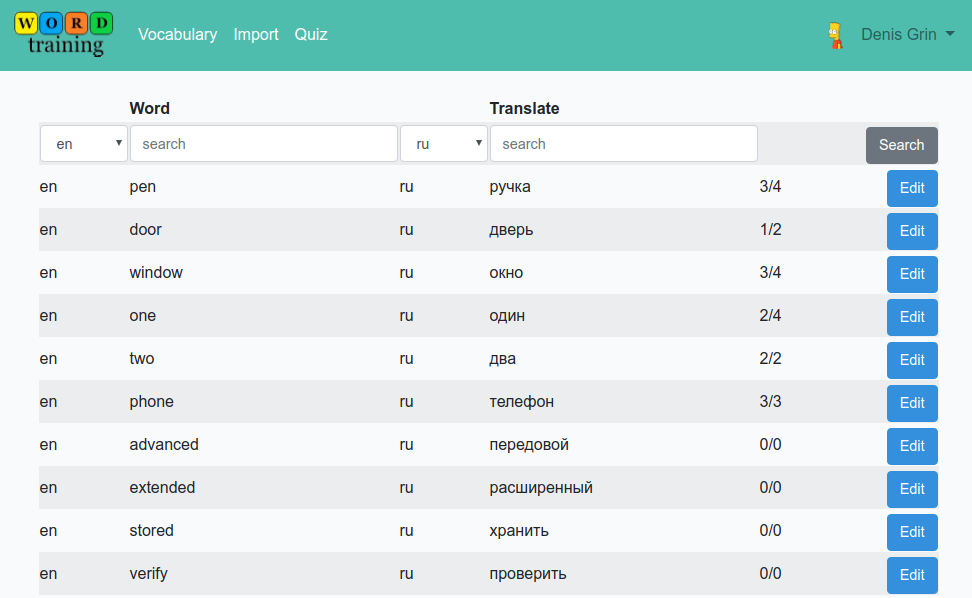 WORD
training
Vocabulary Import Quiz Denis Grin
Word Translate
en search ru search Search
en pen ru ручка 3/4 Edit
en door ru дверь 1/2 Edit
en window ru окно 3/4 Edit
en one ru один 2/4 Edit
en two ru два 2/2 Edit
en phone ru телефон 3/3 Edit
en advanced ru передовой 0/0 Edit
en extended ru расширенный 0/0 Edit
en stored ru хранить 0/0 Edit
en verify ru проверить 0/0 Edit